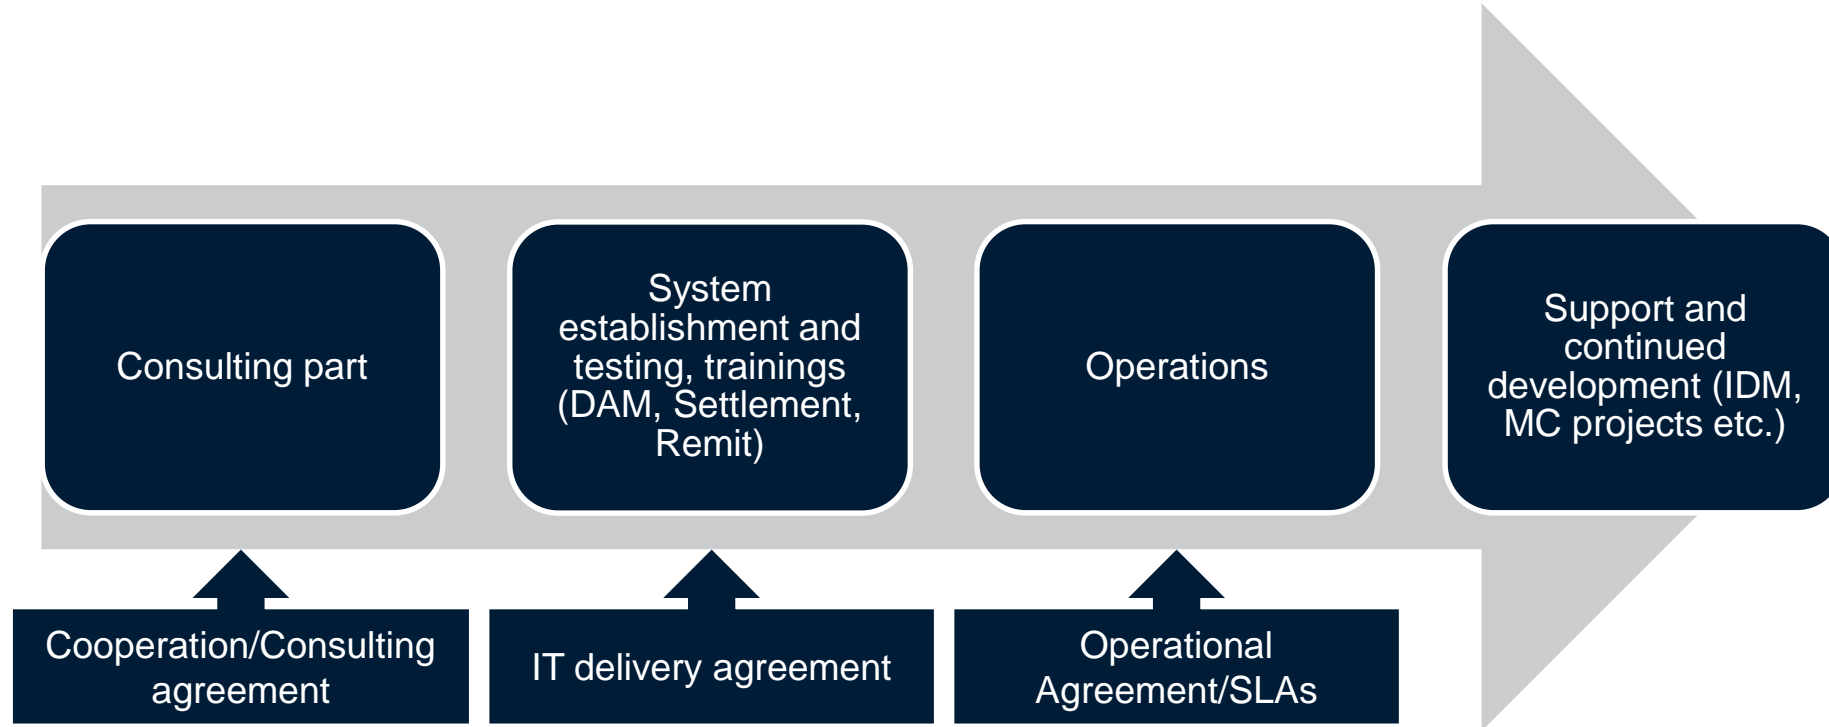 Consulting part
System
establishment and
testing, trainings
(DAM, Settlement,
Remit)
Operations
Support and
continued
development (IDM,
MC projects etc.)
Cooperation/Consulting
agreement
IT delivery agreement
Operational
Agreement/SLAs